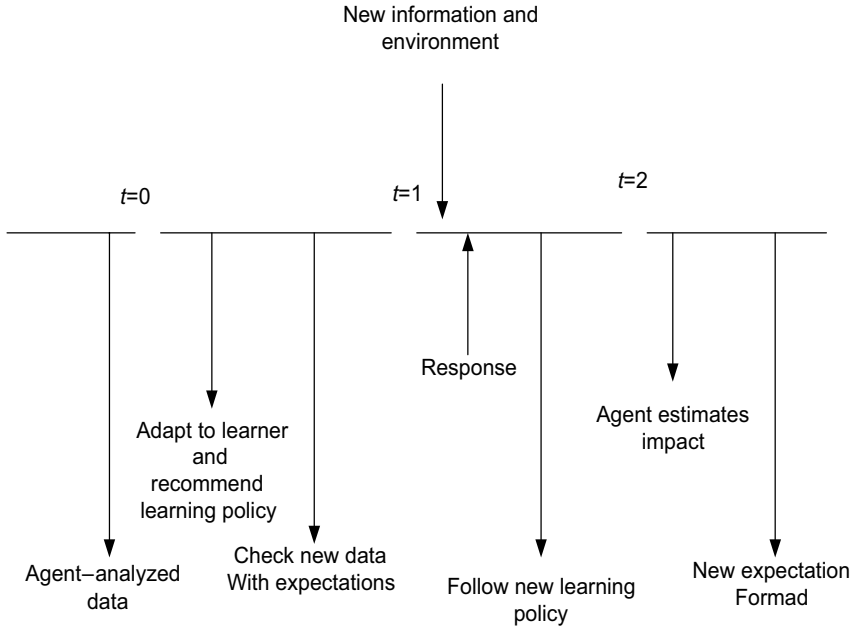 New information and
environment
t=0
t=1
t=2
Response
Adapt to learner
and
recommend
learning policy
Agent estimates
impact
Agent–analyzed
data
Check new data
With expectations
Follow new learning
policy
New expectation
Formad